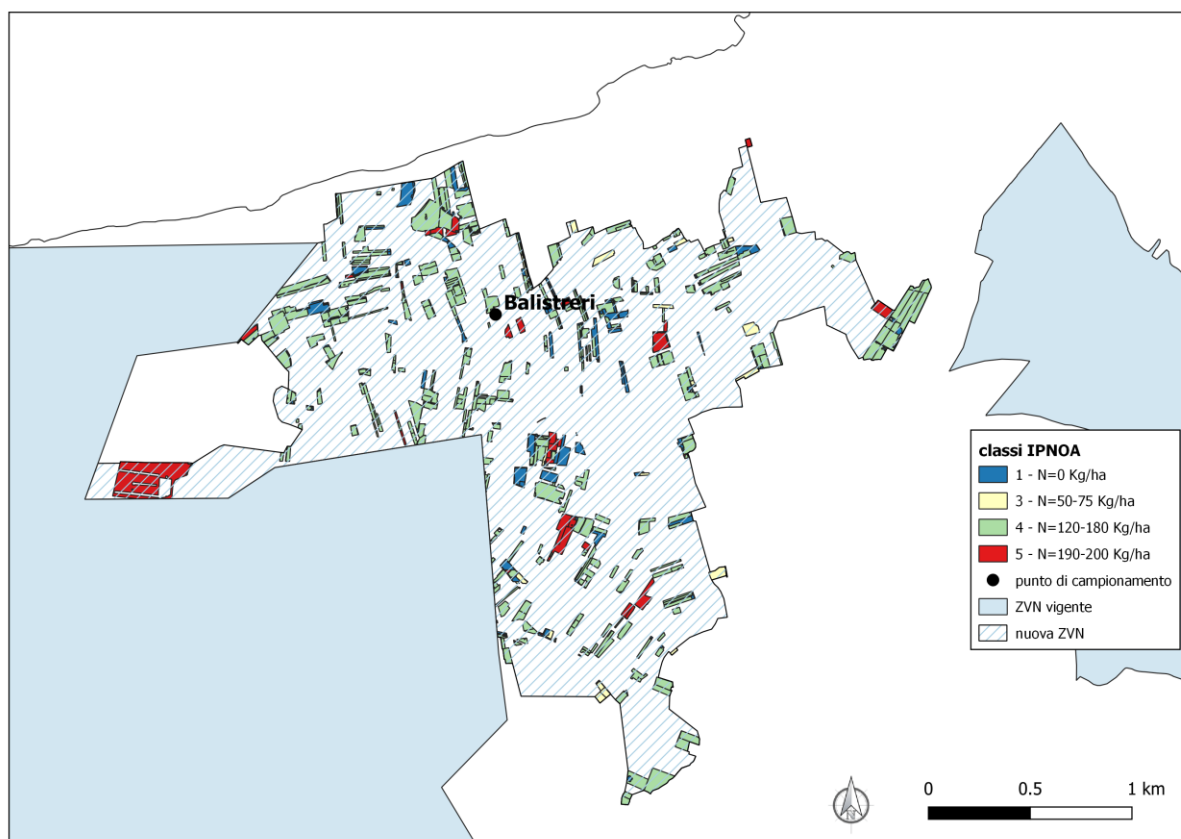 Balistreri
classi IPNOA
1 - N=0 Kg/ha
3 - N=50-75 Kg/ha
4 - N=120-180 Kg/ha
5 - N=190-200 Kg/ha
punto di campionamento
ZVN vigente
nuova ZVN
N
0 0.5 1 km